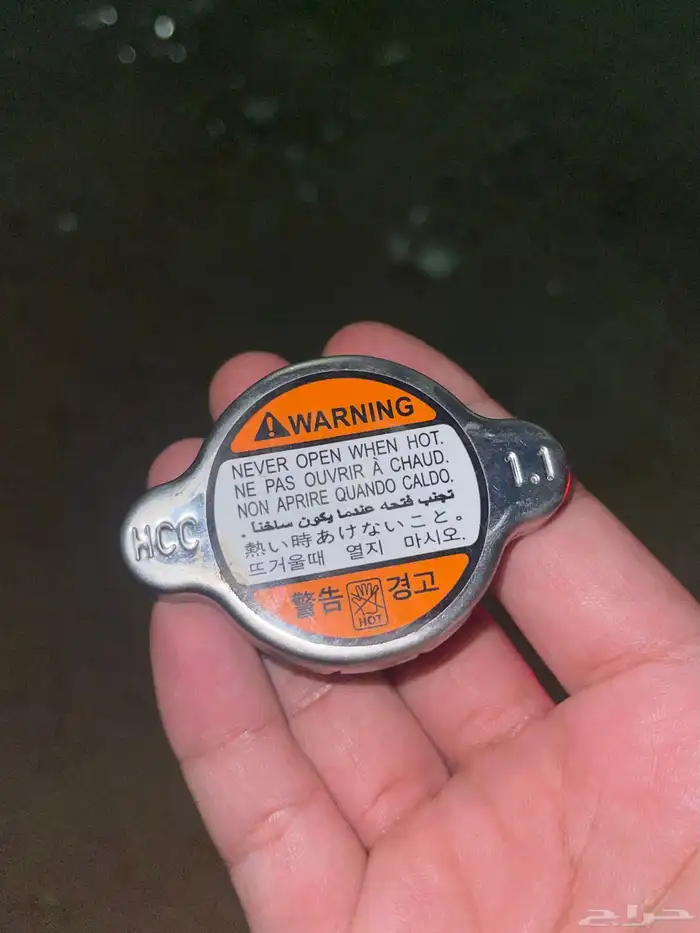 WARNING
NEVER OPEN WHEN HOT.
NE PAS OUVRIR À CHAUD.
NON APRIRE QUANDO CALDO.
تجنب فتحه عندما يكون ساخنا.
熱い時あけないこと。
뜨거울때 열지 마시오.
警告 경고
HOT
HCC
1.1
حراج